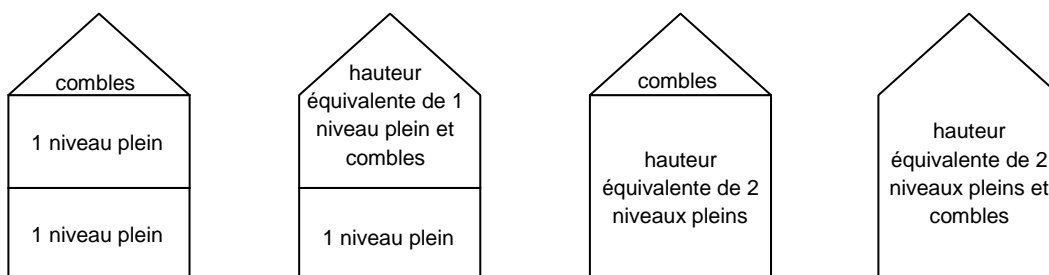 combles
1 niveau plein
1 niveau plein
hauteur
équivalente de 1
niveau plein et
combles
1 niveau plein
combles
hauteur
équivalente de 2
niveaux pleins
hauteur
équivalente de 2
niveaux pleins et
combles